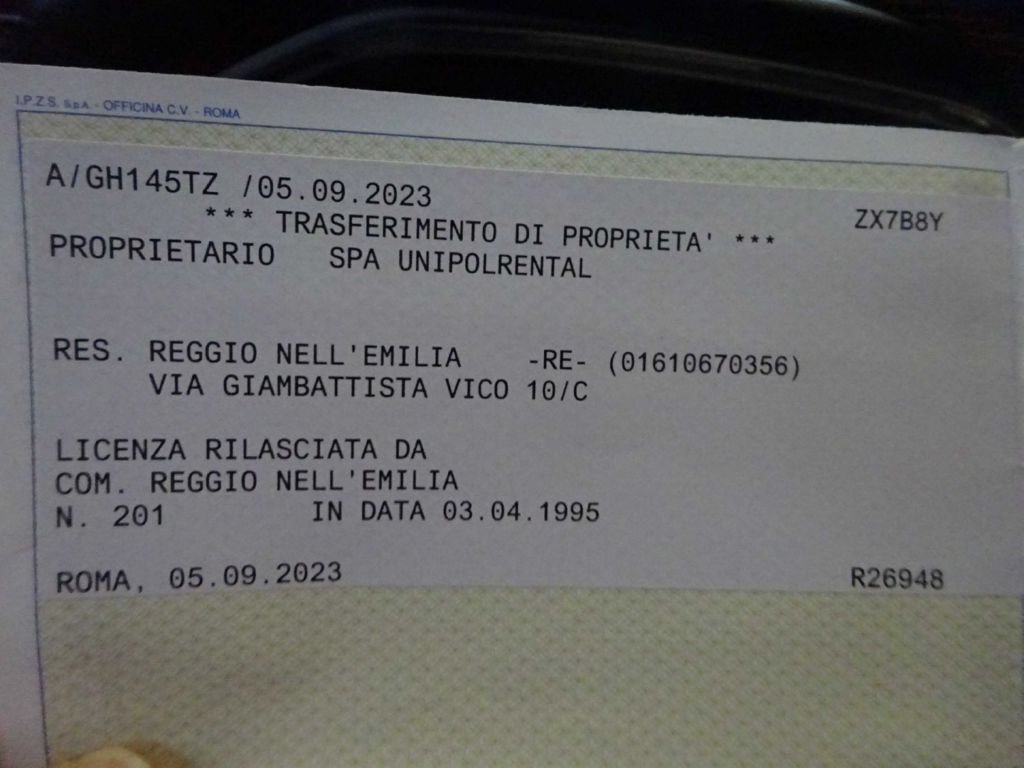 I.P.Z.S. S.p.A. - OFFICINA C.V. - ROMA
A/GH145TZ /05.09.2023
*** TRASFERIMENTO DI PROPRIETA' *** ZX7B8Y
PROPRIETARIO SPA UNIPOLRENTAL
RES. REGGIO NELL'EMILIA -RE- (01610670356)
VIA GIAMBATTISTA VICO 10/C
LICENZA RILASCIATA DA
COM. REGGIO NELL'EMILIA
N. 201 IN DATA 03.04.1995
ROMA, 05.09.2023 R26948